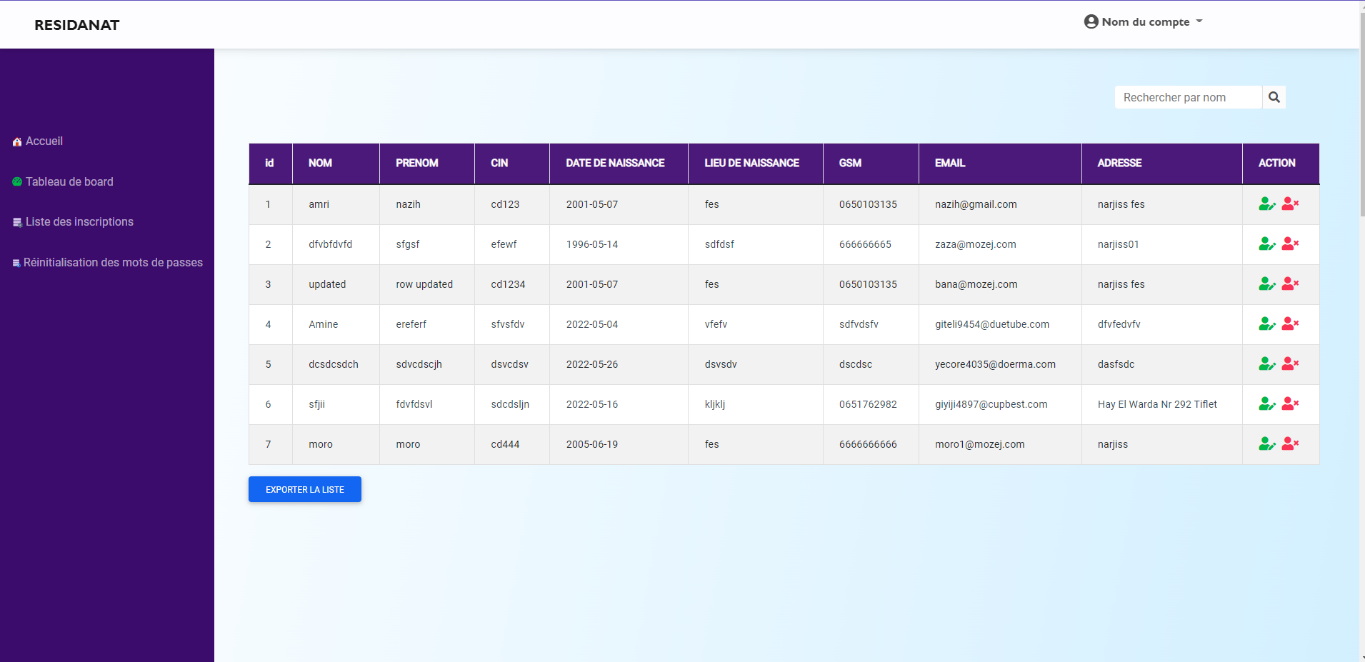 RESIDANAT
Nom du compte
Rechercher par nom
Accueil
Tableau de board
Liste des inscriptions
Réinitialisation des mots de passes
id NOM PRENOM CIN DATE DE NAISSANCE LIEU DE NAISSANCE GSM EMAIL ADRESSE ACTION
1 amri nazih cd123 2001-05-07 fes 0650103135 nazih@gmail.com narjiss fes
2 dfvbfdvfd sfgsf efewf 1996-05-14 sdfdsf 666666665 zaza@mozej.com narjiss01
3 updated row updated cd1234 2001-05-07 fes 0650103135 bana@mozej.com narjiss fes
4 Amine ereferf sfvsfdv 2022-05-04 vfefv sdfvdsfv giteli9454@duetube.com dfvfedvfv
5 dcsdcsdch sdvcdscjh dsvcdsv 2022-05-26 dsvsdv dscdsc yecore4035@doerma.com dasfsdc
6 sfjii fdvfdsvl sdcdsljn 2022-05-16 kljklj 0651762982 giyiji4897@cupbest.com Hay El Warda Nr 292 Tiflet
7 moro moro cd444 2005-06-19 fes 6666666666 moro1@mozej.com narjiss
EXPORTER LA LISTE